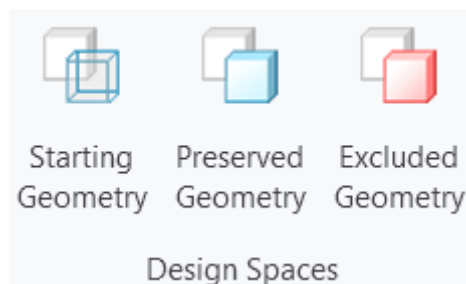 Starting Preserved Excluded
Geometry Geometry Geometry
Design Spaces